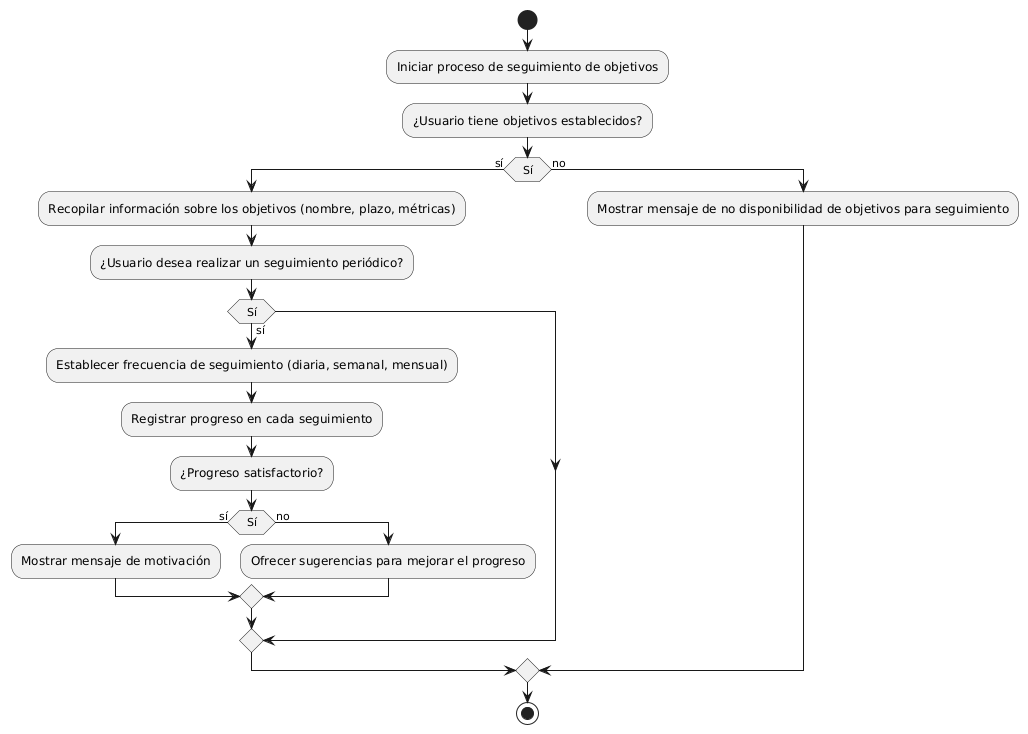 Iniciar proceso de seguimiento de objetivos
¿Usuario tiene objetivos establecidos?
sí
Sí
no
Recopilar información sobre los objetivos (nombre, plazo, métricas)
Mostrar mensaje de no disponibilidad de objetivos para seguimiento
¿Usuario desea realizar un seguimiento periódico?
Sí
sí
Establecer frecuencia de seguimiento (diaria, semanal, mensual)
Registrar progreso en cada seguimiento
¿Progreso satisfactorio?
sí
Sí
no
Mostrar mensaje de motivación
Ofrecer sugerencias para mejorar el progreso